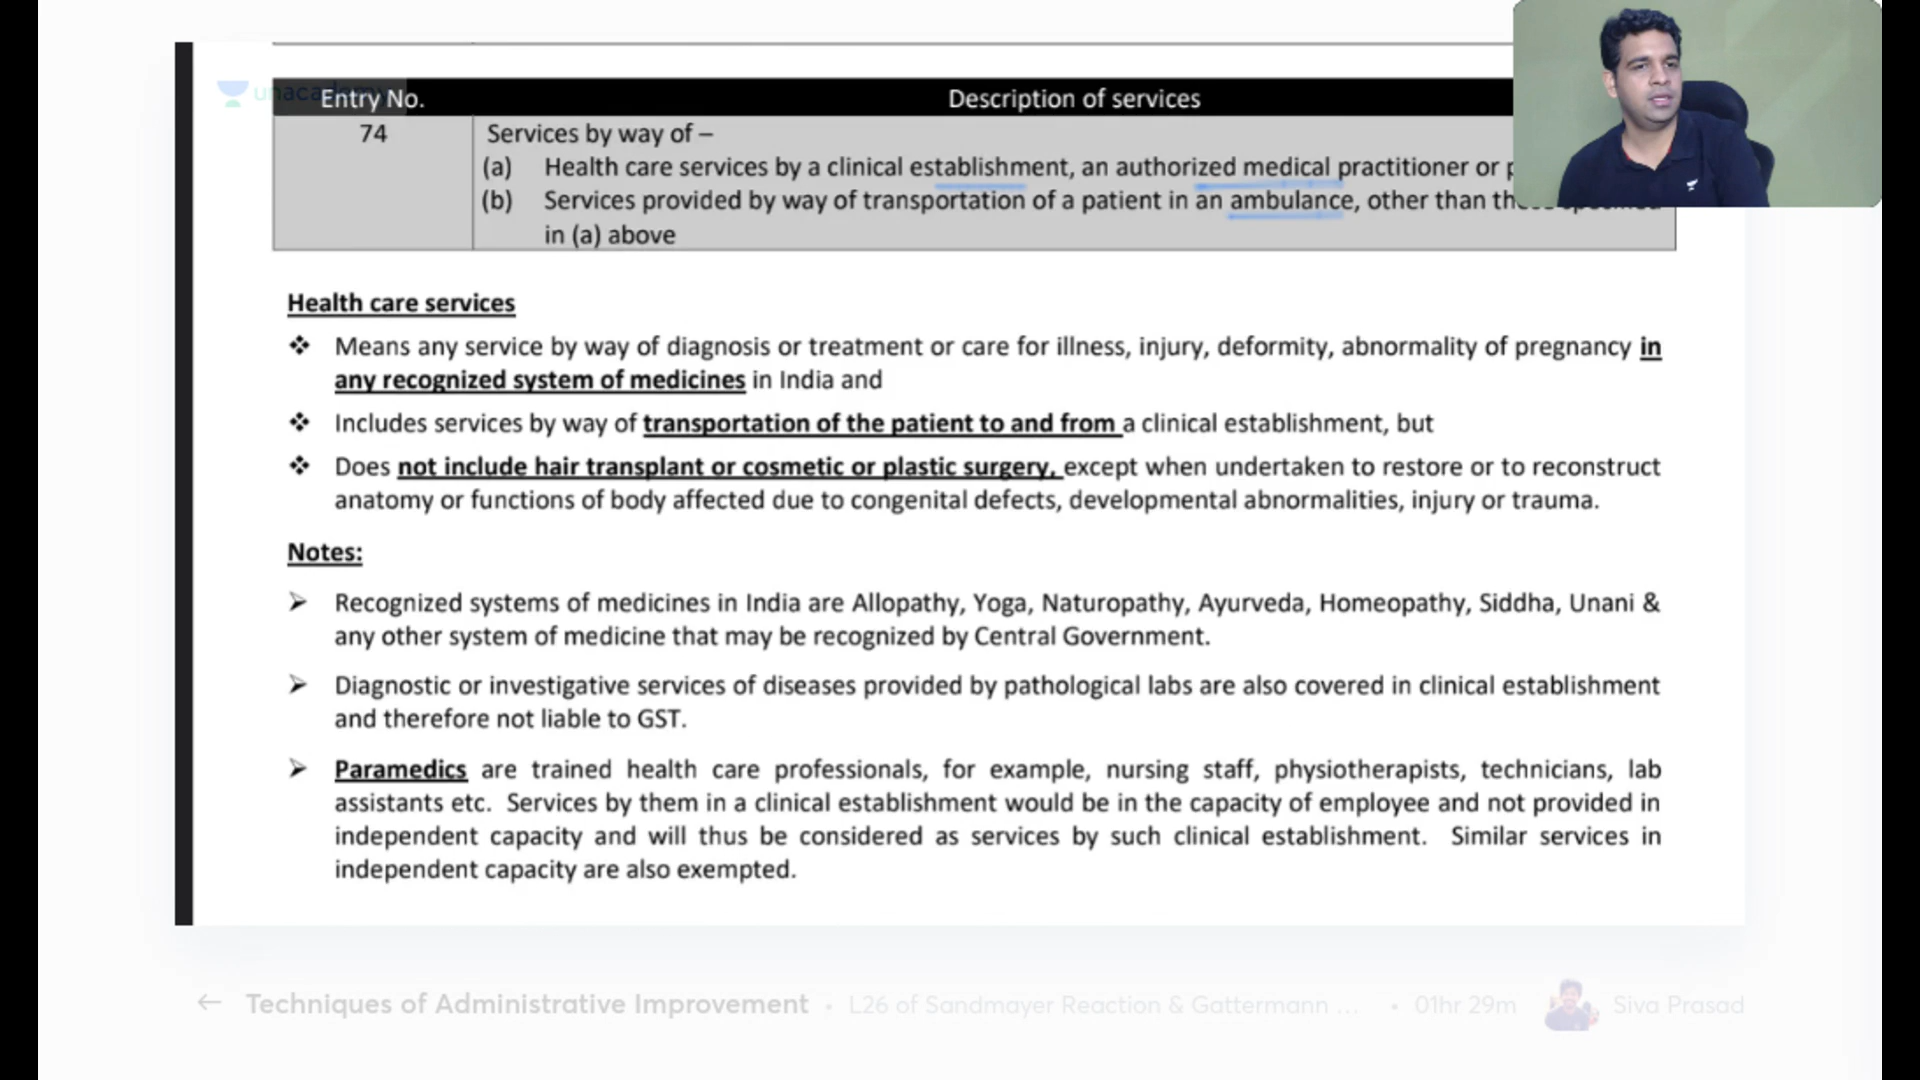 unacademy
Entry No. Description of services
74 Services by way of –
(a) Health care services by a clinical establishment, an authorized medical practitioner or
(b) Services provided by way of transportation of a patient in an ambulance, other than those specified
in (a) above
Health care services
❖ Means any service by way of diagnosis or treatment or care for illness, injury, deformity, abnormality of pregnancy in
any recognized system of medicines in India and
❖ Includes services by way of transportation of the patient to and from a clinical establishment, but
❖ Does not include hair transplant or cosmetic or plastic surgery, except when undertaken to restore or to reconstruct
anatomy or functions of body affected due to congenital defects, developmental abnormalities, injury or trauma.
Notes:
➢ Recognized systems of medicines in India are Allopathy, Yoga, Naturopathy, Ayurveda, Homeopathy, Siddha, Unani &
any other system of medicine that may be recognized by Central Government.
➢ Diagnostic or investigative services of diseases provided by pathological labs are also covered in clinical establishment
and therefore not liable to GST.
➢ Paramedics are trained health care professionals, for example, nursing staff, physiotherapists, technicians, lab
assistants etc. Services by them in a clinical establishment would be in the capacity of employee and not provided in
independent capacity and will thus be considered as services by such clinical establishment. Similar services in
independent capacity are also exempted.
← Techniques of Administrative Improvement • L26 of Sandmayer Reaction & Gattermann ... • 01hr 29m Siva Prasad